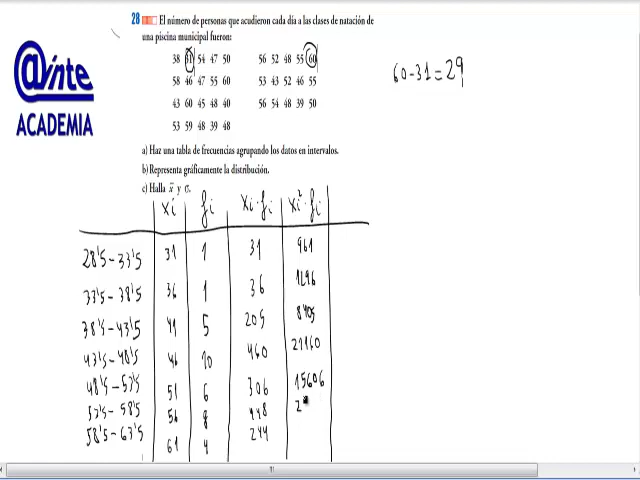 28 El número de personas que acudieron cada día a las clases de natación de
una piscina municipal fueron:
38 31 54 47 50 56 52 48 55 60
58 46 47 55 60 53 43 52 46 55
43 60 45 48 40 56 54 48 39 50
53 59 48 39 48
60-31=29
@inte
ACADEMIA
a) Haz una tabla de frecuencias agrupando los datos en intervalos.
b) Representa gráficamente la distribución.
c) Halla x̄ y σ.
xi fi xi·fi xi²·fi
28'5-33'5 31 1 31 961
33'5-38'5 36 1 36 1296
38'5-43'5 41 5 205 8405
43'5-48'5 46 10 460 21160
48'5-53'5 51 6 306 15606
53'5-58'5 56 8 448 2
58'5-63'5 61 4 244